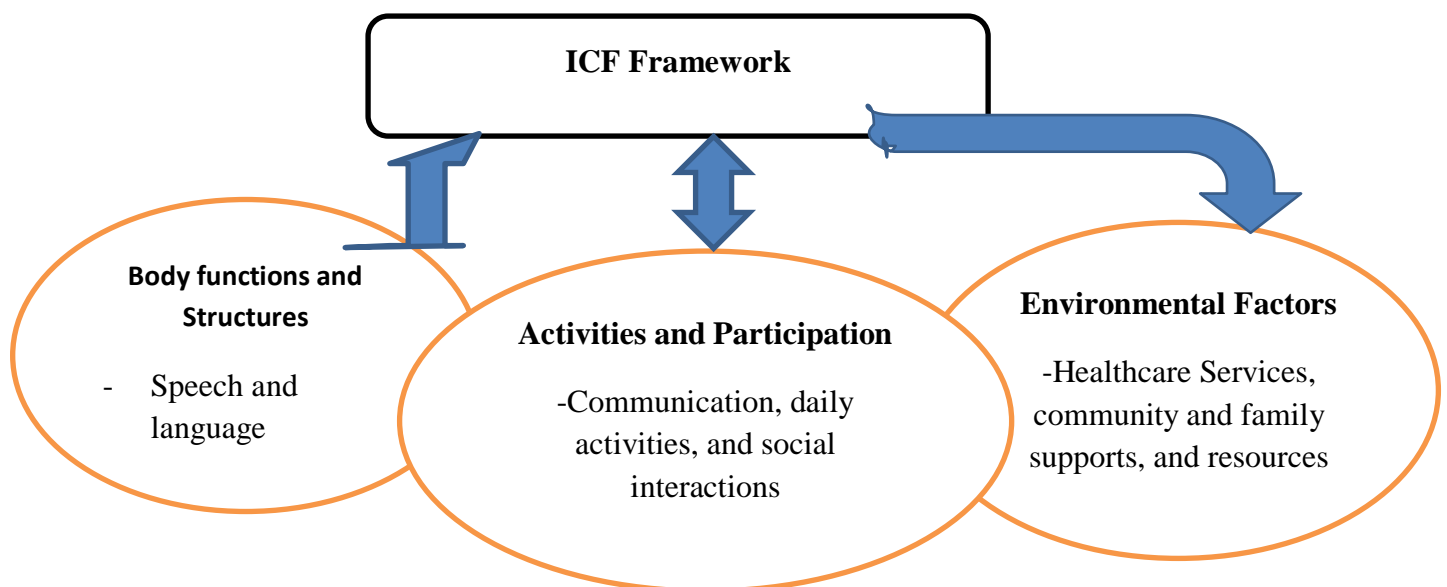 ICF Framework
Body functions and
Structures
- Speech and
language
Activities and Participation
-Communication, daily
activities, and social
interactions
Environmental Factors
-Healthcare Services,
community and family
supports, and resources